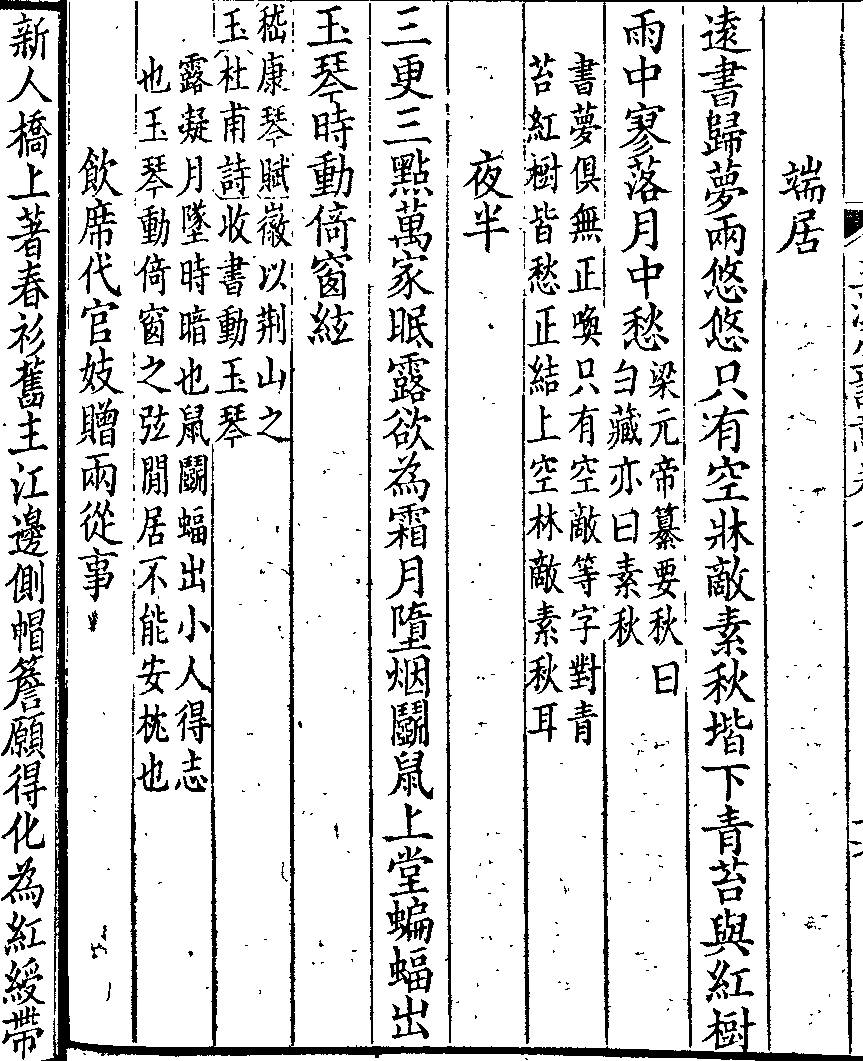 端居
遠書歸夢兩悠悠只有空牀敵素秋堦下青苔與紅樹
雨中寥落月中愁
梁元帝纂要秋曰
白藏亦曰素秋
書夢俱無正喚只有空敵等字對青
苔紅樹皆愁正結上空林敵素秋耳
夜半
三更三點萬家眠露欲為霜月墮烟鬭鼠上堂蝙蝠出
玉琴時動倚窗絃
嵇康琴賦徽以荆山之
玉杜甫詩收書動玉琴
露凝月墜時暗也鼠鬭蝠出小人得志
也玉琴動倚窗之弦閒居不能安枕也
飲席代官妓贈兩從事
新人橋上著春衫舊主江邊側帽簷願得化為紅綬帶